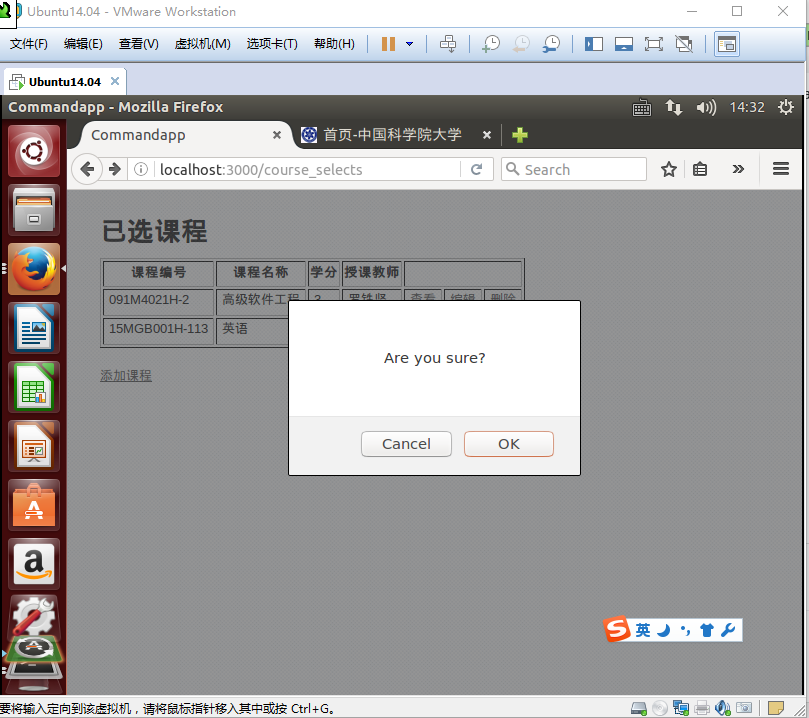 Ubuntu14.04 - VMware Workstation
文件(F) 编辑(E) 查看(V) 虚拟机(M) 选项卡(T) 帮助(H)
Ubuntu14.04
Commandapp - Mozilla Firefox 14:32
Commandapp 首页-中国科学院大学
localhost:3000/course_selects Search
已选课程
课程编号 课程名称 学分 授课教师
091M4021H-2 高级软件工程 3 罗铁坚 查看 编辑 删除
15MGB001H-113 英语
Are you sure?
添加课程
Cancel OK
英
要将输入定向到该虚拟机，请将鼠标指针移入其中或按 Ctrl+G。